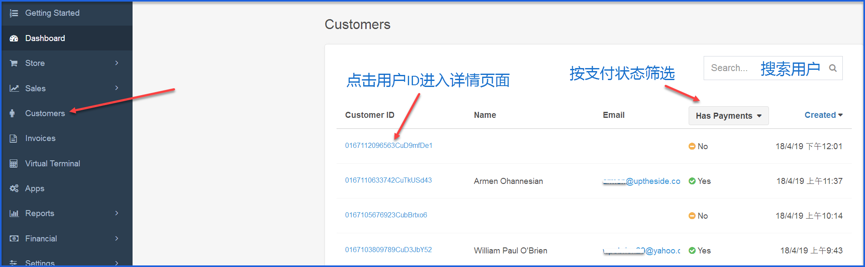 Getting Started
Dashboard
Store
Sales
Customers
Invoices
Virtual Terminal
Apps
Reports
Financial
Settings
Customers
点击用户ID进入详情页面
按支付状态筛选
Search...
搜索用户
Customer ID Name Email Has Payments Created
0167112096563CuD9mfDe1 No 18/4/19 下午12:01
0167110633742CuTkUSd43 Armen Ohannesian @uptheside.co Yes 18/4/19 上午11:37
0167105676923CubBrtxo6 No 18/4/19 上午10:14
0167103809789CuD3JbY52 William Paul O'Brien @yahoo.c Yes 18/4/19 上午9:43